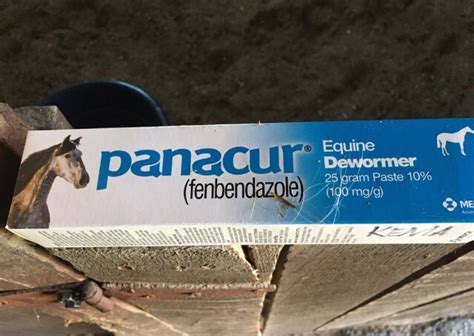 panacur®
(fenbendazole)
Equine
Dewormer
25 gram Paste 10%
(100 mg/g)